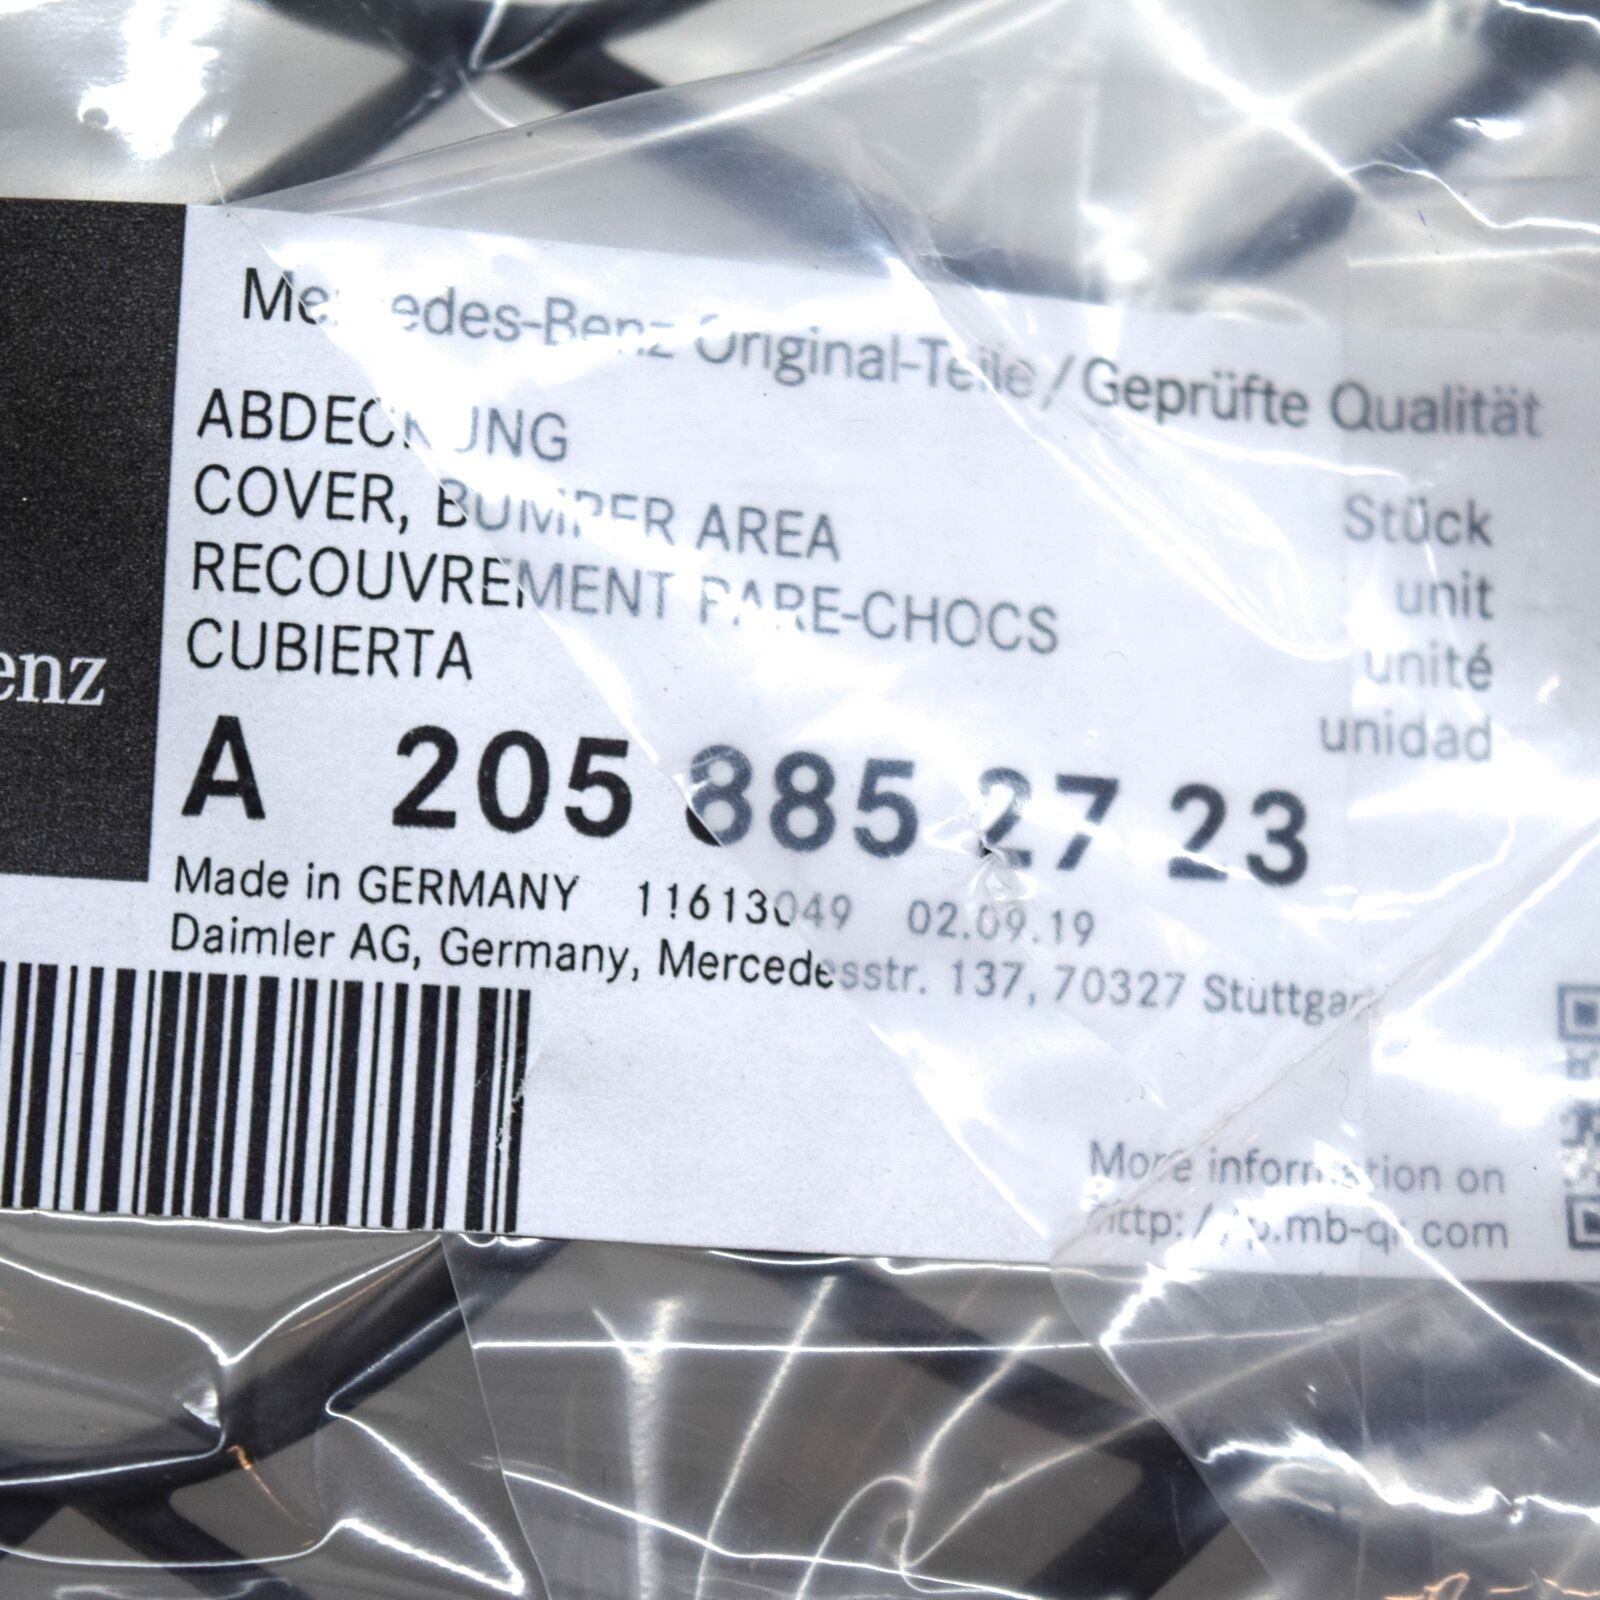 Mercedes-Benz Original-Teile/Geprüfte Qualität
ABDECKUNG
COVER, BUMPER AREA
RECOUVREMENT PARE-CHOCS
CUBIERTA
Stück
unit
unité
unidad
enz
A 205 885 27 23
Made in GERMANY 11613049 02.09.19
Daimler AG, Germany, Mercedesstr. 137, 70327 Stuttgart
More information on